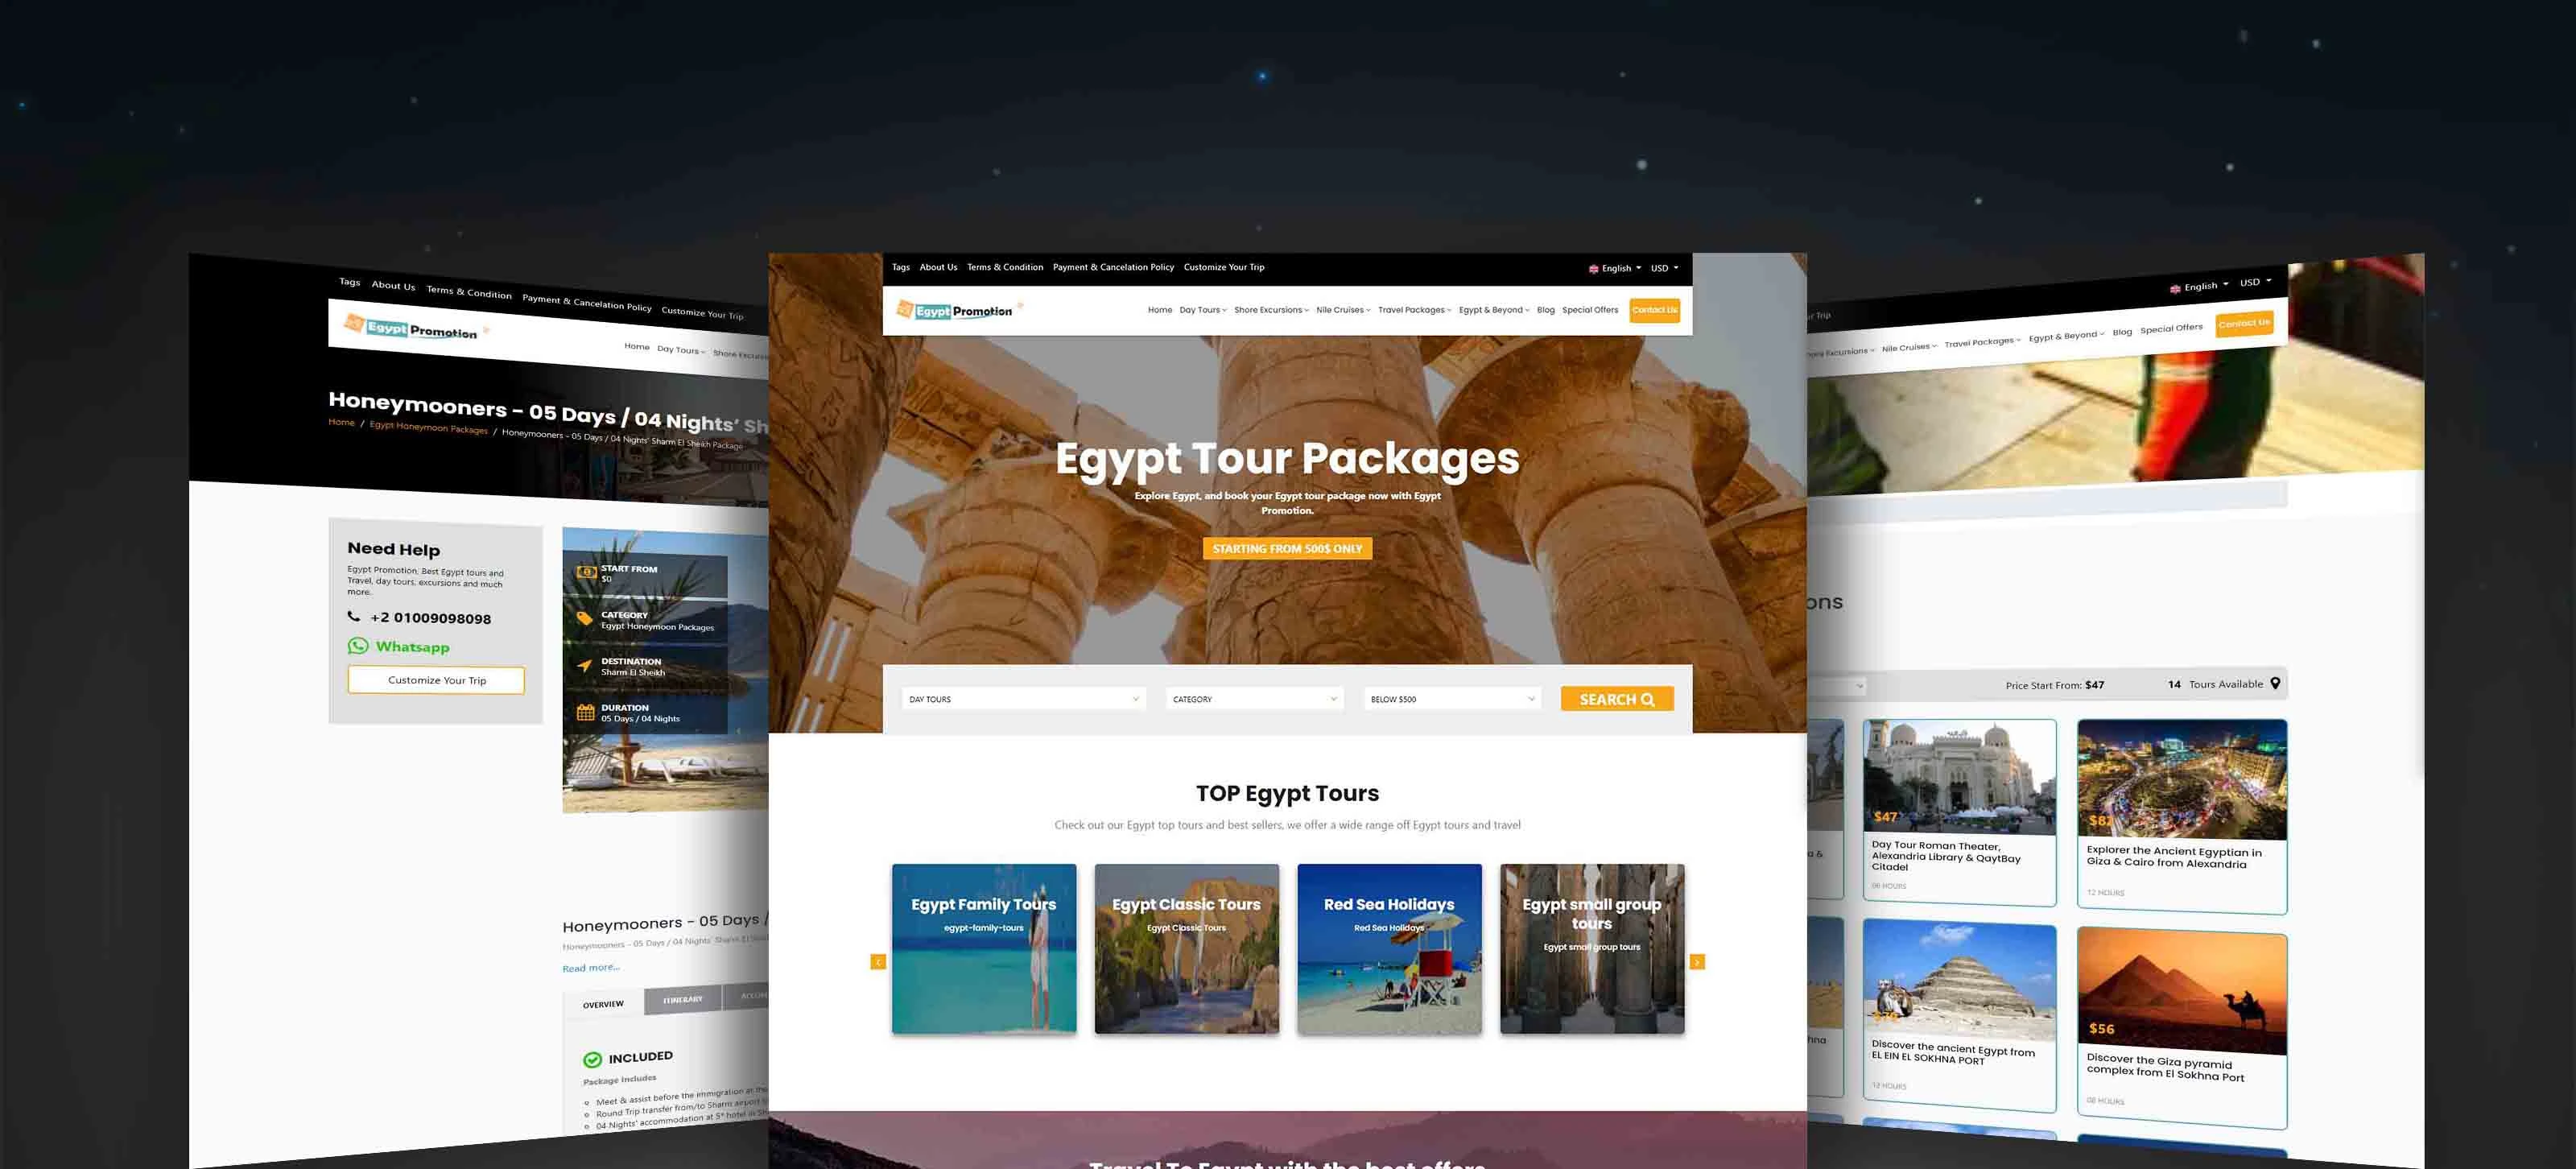 Tags About Us Terms & Condition Payment & Cancelation Policy Customize Your Trip
Egypt Promotion
Home Day Tours Shore Excursi
Honeymooners - 05 Days / 04 Nights' Sh
Home / Egypt Honeymoon Packages / Honeymooners - 05 Days / 04 Nights' Sharm El Sheikh Package
Need Help
Egypt Promotion, Best Egypt tours and
Travel, day tours, excursions and much
more.
+2 01009098098
Whatsapp
Customize Your Trip
START FROM
$0
CATEGORY
Egypt Honeymoon Packages
DESTINATION
Sharm El Sheikh
DURATION
05 Days / 04 Nights
Honeymooners - 05 Days /
Honeymooners - 05 Days / 04 Nights' Sharm El
Read more...
OVERVIEW ITINERARY
INCLUDED
Package Includes
Meet & assist before the immigration at the
Round Trip transfer from/to Sharm airport
04 Nights' accommodation at 5* hotel in Sh
Tags About Us Terms & Condition Payment & Cancelation Policy Customize Your Trip English USD
Egypt Promotion Home Day Tours Shore Excursions Nile Cruises Travel Packages Egypt & Beyond Blog Special Offers Contact Us
Egypt Tour Packages
Explore Egypt, and book your Egypt tour package now with Egypt
Promotion.
STARTING FROM 500$ ONLY
DAY TOURS CATEGORY BELOW $500 SEARCH
TOP Egypt Tours
Check out our Egypt top tours and best sellers, we offer a wide range off Egypt tours and travel
Egypt Family Tours
egypt-family-tours
Egypt Classic Tours
Egypt Classic Tours
Red Sea Holidays
Red Sea Holidays
Egypt small group
tours
Egypt small group tours
Travel To Egypt with the best offers
English USD
Trip
Excursions Nile Cruises Travel Packages Egypt & Beyond Blog Special Offers Contact Us
ons
Price Start From: $47 14 Tours Available
$47
Day Tour Roman Theater,
Alexandria Library & QaytBay
Citadel
06 HOURS
$82
Explorer the Ancient Egyptian in
Giza & Cairo from Alexandria
12 HOURS
Discover the ancient Egypt from
EL EIN EL SOKHNA PORT
12 HOURS
$56
Discover the Giza pyramid
complex from El Sokhna Port
08 HOURS